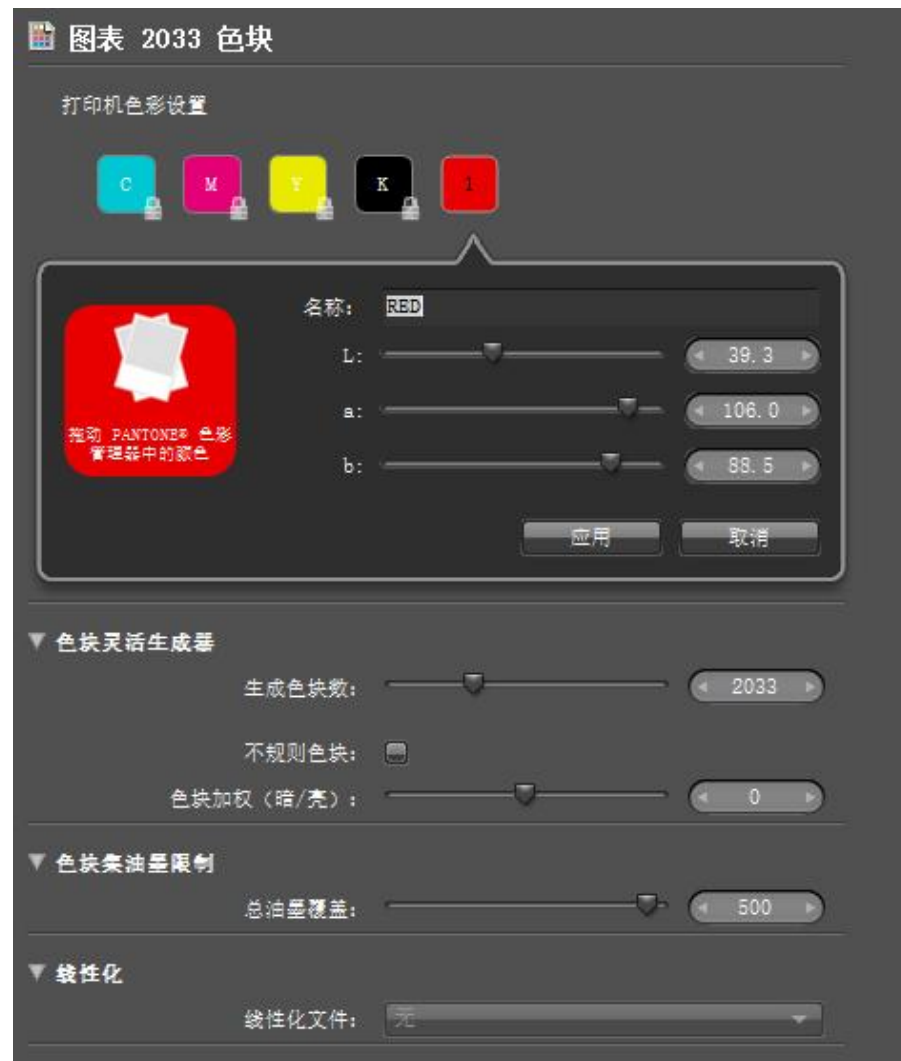 图表 2033 色块
打印机色彩设置
C M Y K 1
名称: RED
L: 39.3
a: 106.0
拖动 PANTONE® 色彩
管理器中的颜色
b: 88.5
应用 取消
色块灵活生成器
生成色块数: 2033
不规则色块:
色块加权（暗/亮）: 0
色块集油墨限制
总油墨覆盖: 500
线性化
线性化文件: 无